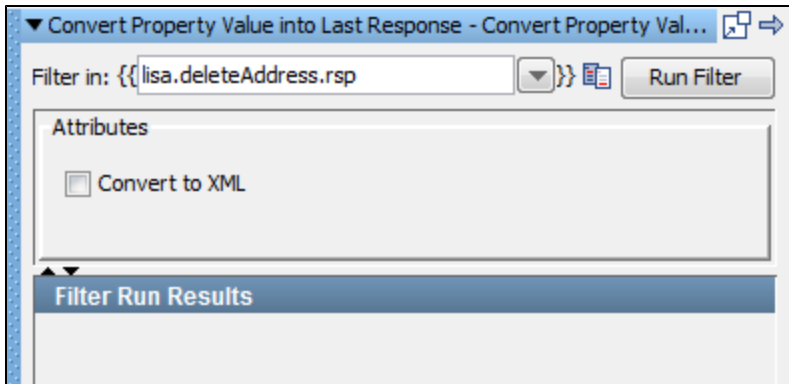 Convert Property Value into Last Response - Convert Property Val...
Filter in: {{lisa.deleteAddress.rsp}} Run Filter
Attributes
Convert to XML
Filter Run Results